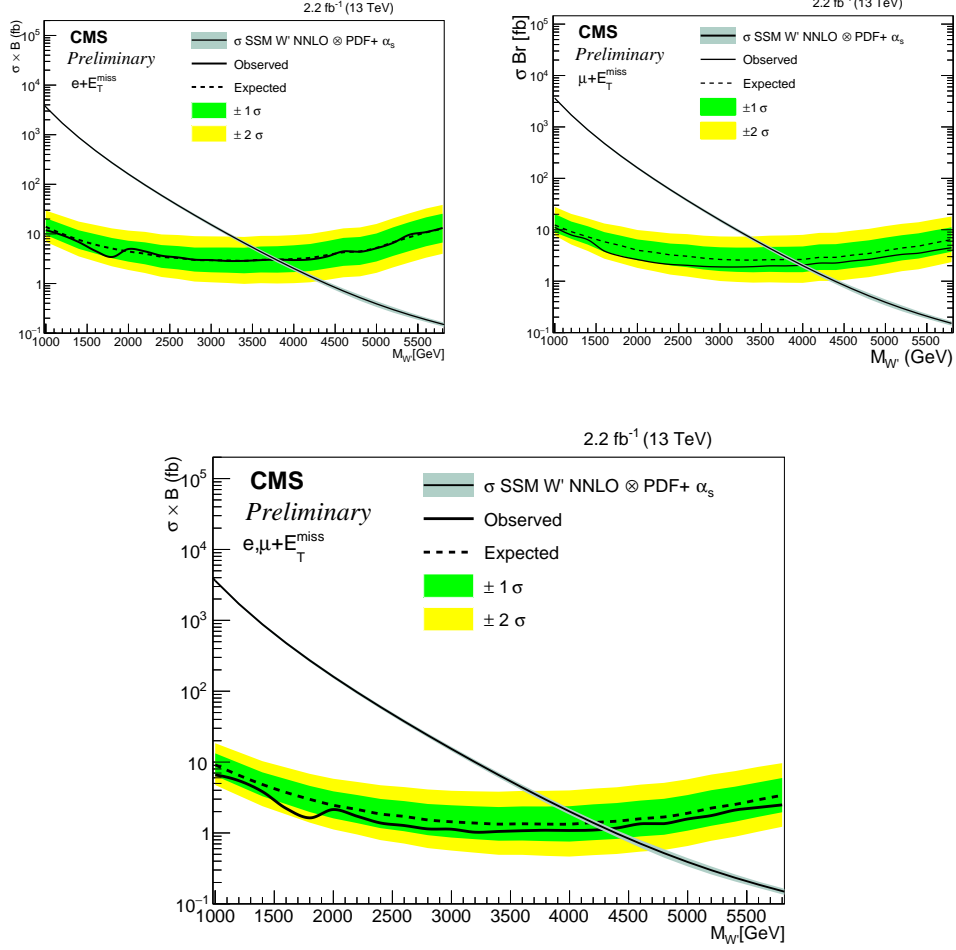 2.2 fb⁻¹ (13 TeV)
σ × B (fb)
CMS
Preliminary
e+E_T^miss
σ SSM W' NNLO ⊗ PDF+ α_s
Observed
Expected
± 1 σ
± 2 σ
10⁵
10⁴
10³
10²
10
1
10⁻¹
1000 1500 2000 2500 3000 3500 4000 4500 5000 5500
M_W'[GeV]
2.2 fb⁻¹ (13 TeV)
σ Br [fb]
CMS
Preliminary
μ+E_T^miss
σ SSM W' NNLO ⊗ PDF+ α_s
Observed
Expected
±1 σ
±2 σ
10⁵
10⁴
10³
10²
10
1
10⁻¹
1000 1500 2000 2500 3000 3500 4000 4500 5000 5500
M_W' (GeV)
2.2 fb⁻¹ (13 TeV)
σ × B (fb)
CMS
Preliminary
e,μ+E_T^miss
σ SSM W' NNLO ⊗ PDF+ α_s
Observed
Expected
± 1 σ
± 2 σ
10⁵
10⁴
10³
10²
10
1
10⁻¹
1000 1500 2000 2500 3000 3500 4000 4500 5000 5500
M_W'[GeV]